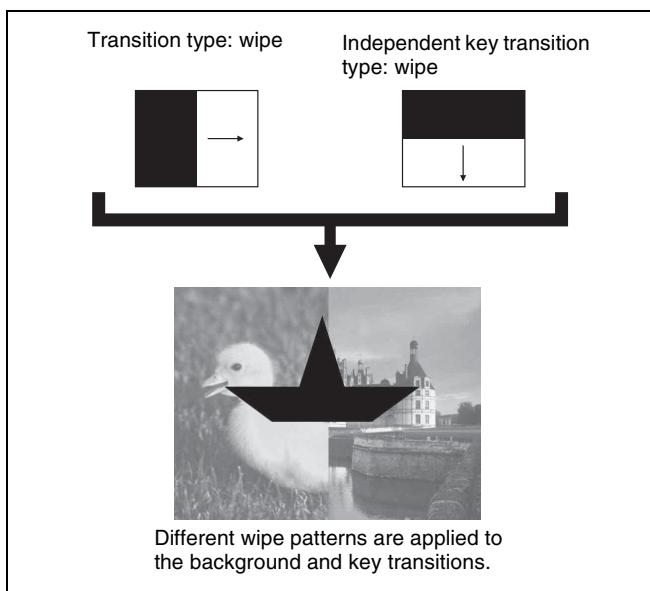 Transition type: wipe
Independent key transition
type: wipe
Different wipe patterns are applied to
the background and key transitions.